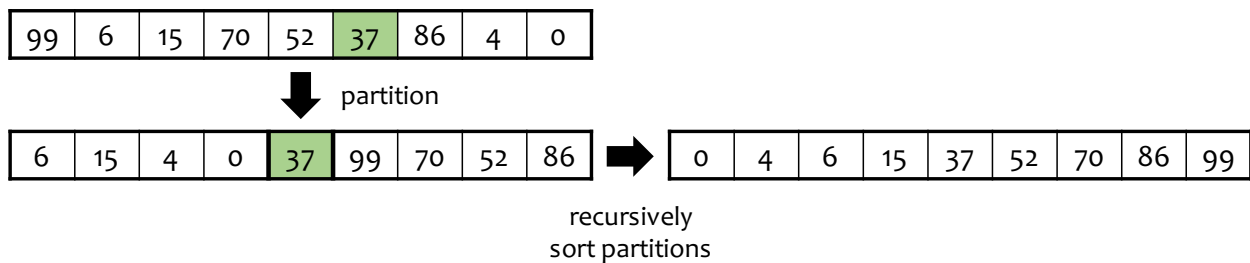 99 6 15 70 52 37 86 4 0
partition
6 15 4 0 37 99 70 52 86
0 4 6 15 37 52 70 86 99
recursively
sort partitions